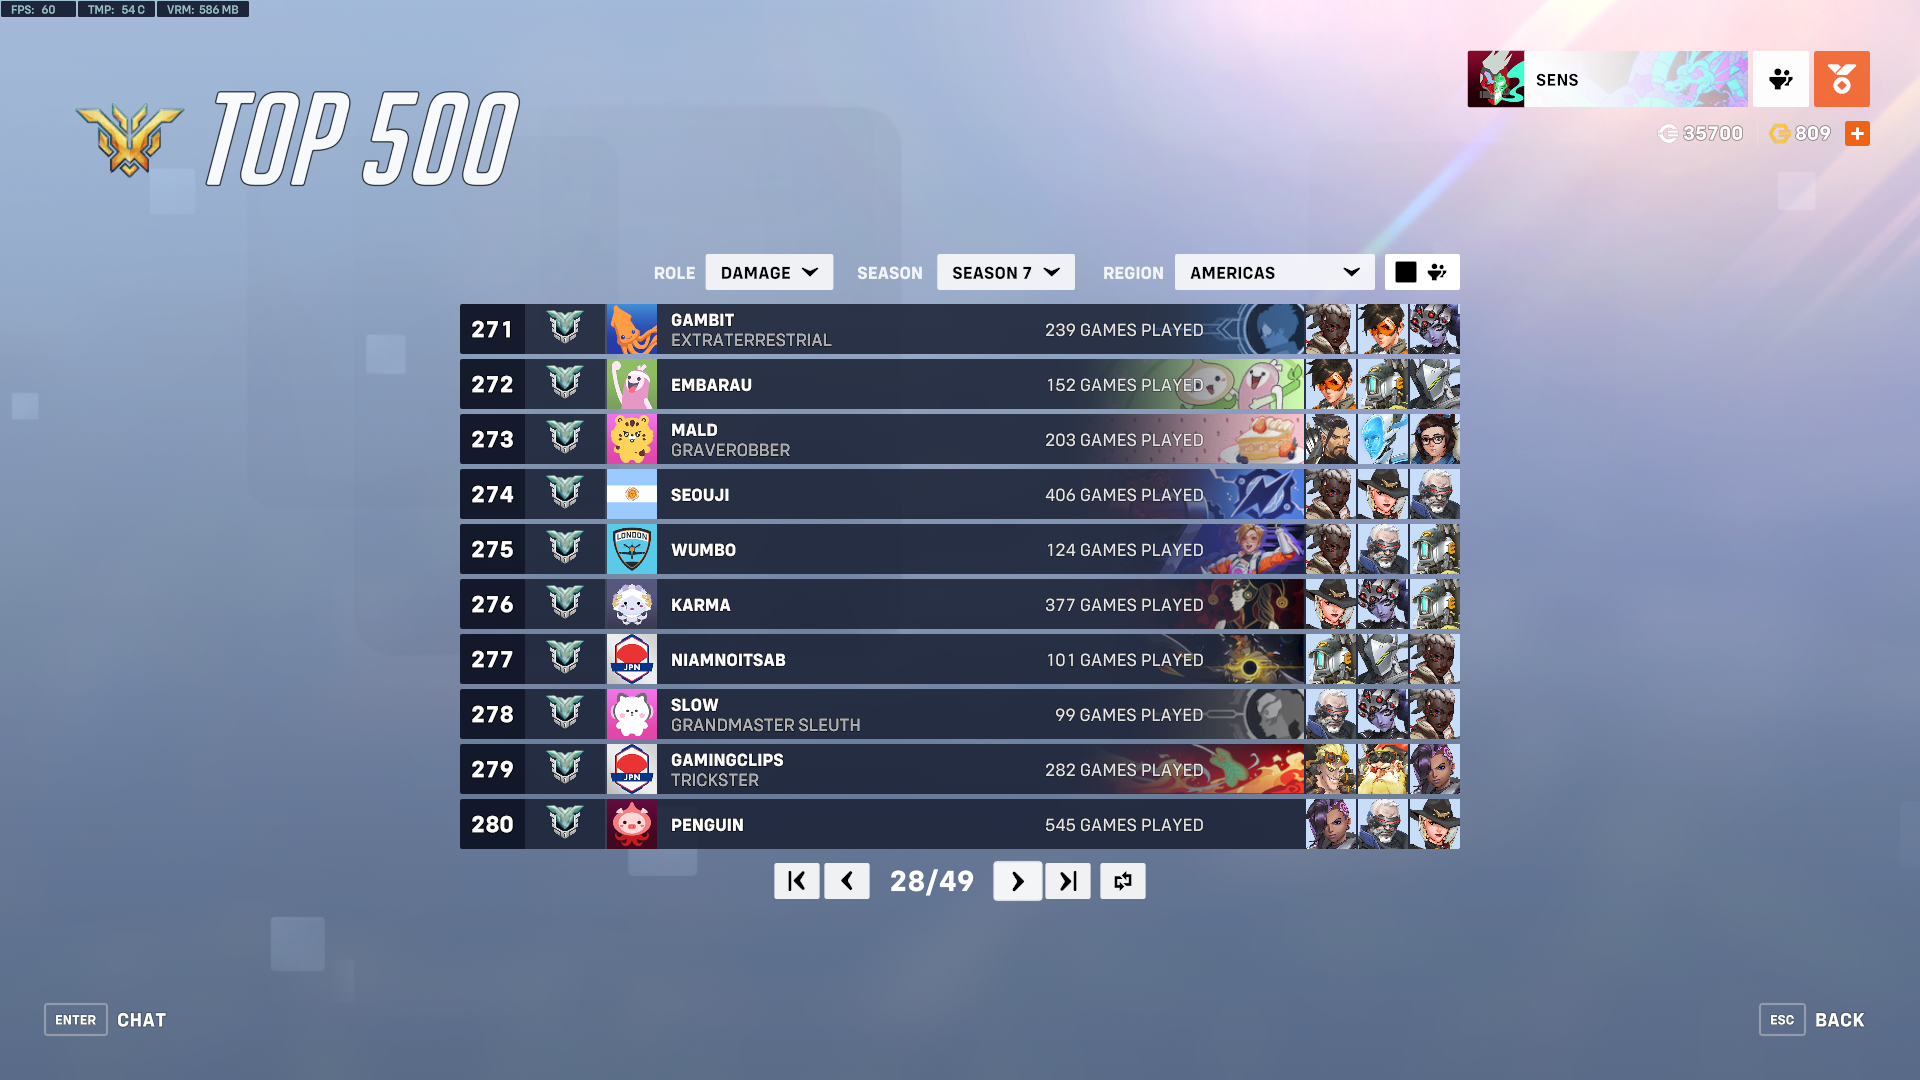 FPS: 60 TMP: 54 C VRM: 586 MB
TOP 500
SENS
35700 809
ROLE DAMAGE SEASON SEASON 7 REGION AMERICAS
271 GAMBIT 239 GAMES PLAYED
EXTRATERRESTRIAL
272 EMBARAU 152 GAMES PLAYED
273 MALD 203 GAMES PLAYED
GRAVEROBBER
274 SEOUJI 406 GAMES PLAYED
275 LONDON WUMBO 124 GAMES PLAYED
276 KARMA 377 GAMES PLAYED
277 JPN NIAMNOITSAB 101 GAMES PLAYED
278 SLOW 99 GAMES PLAYED
GRANDMASTER SLEUTH
279 JPN GAMINGCLIPS 282 GAMES PLAYED
TRICKSTER
280 PENGUIN 545 GAMES PLAYED
28/49
ENTER CHAT
ESC BACK